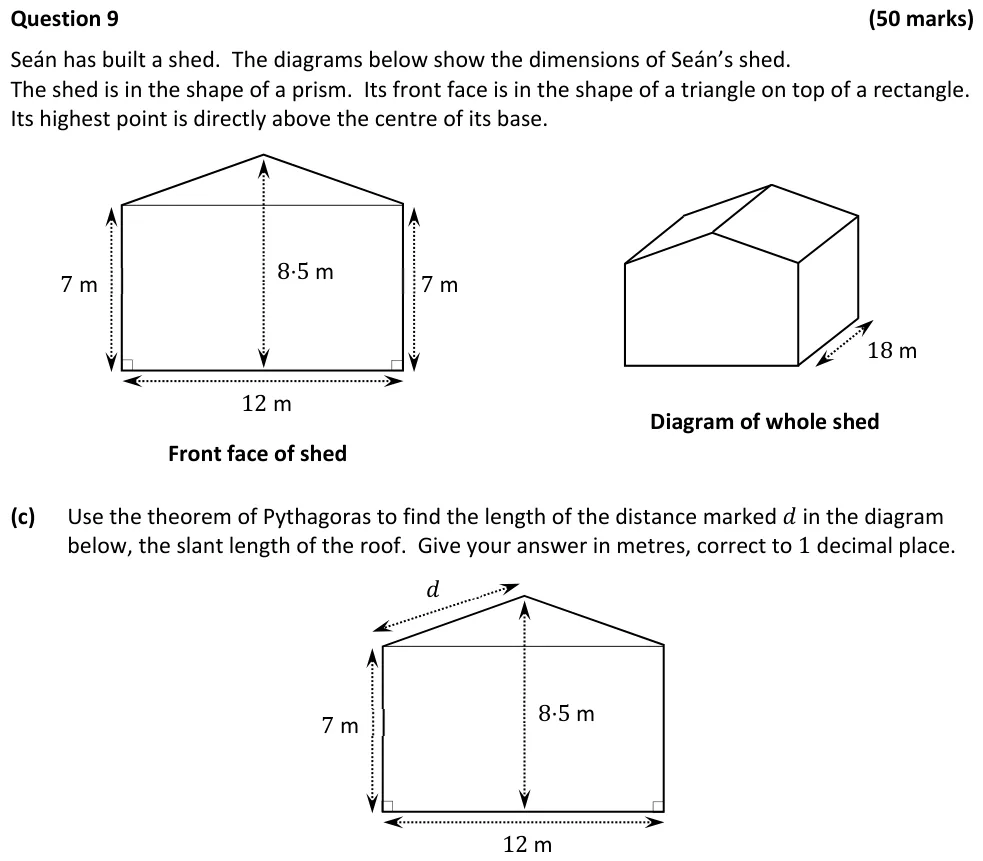 Question 9 (50 marks)
Seán has built a shed.  The diagrams below show the dimensions of Seán’s shed.
The shed is in the shape of a prism.  Its front face is in the shape of a triangle on top of a rectangle.
Its highest point is directly above the centre of its base.
7 m
8·5 m
7 m
12 m
Front face of shed
18 m
Diagram of whole shed
(c) Use the theorem of Pythagoras to find the length of the distance marked d in the diagram
below, the slant length of the roof.  Give your answer in metres, correct to 1 decimal place.
d
7 m
8·5 m
12 m